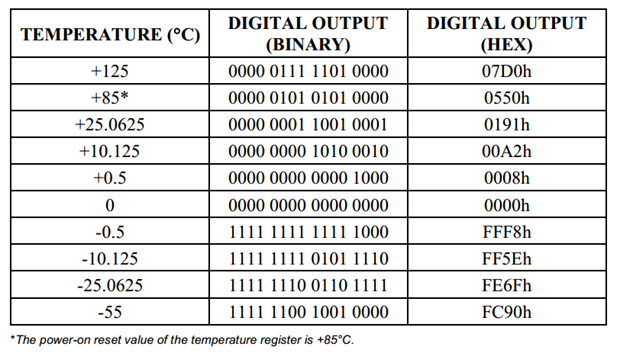 TEMPERATURE (°C) DIGITAL OUTPUT (BINARY) DIGITAL OUTPUT (HEX)
+125 0000 0111 1101 0000 07D0h
+85* 0000 0101 0101 0000 0550h
+25.0625 0000 0001 1001 0001 0191h
+10.125 0000 0000 1010 0010 00A2h
+0.5 0000 0000 0000 1000 0008h
0 0000 0000 0000 0000 0000h
-0.5 1111 1111 1111 1000 FFF8h
-10.125 1111 1111 0101 1110 FF5Eh
-25.0625 1111 1110 0110 1111 FE6Fh
-55 1111 1100 1001 0000 FC90h
*The power-on reset value of the temperature register is +85°C.